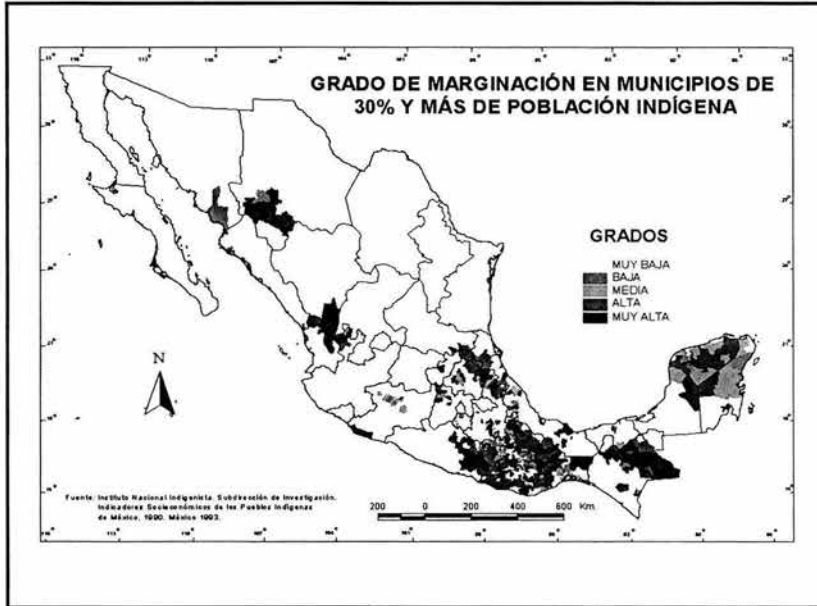 GRADO DE MARGINACIÓN EN MUNICIPIOS DE
30% Y MÁS DE POBLACIÓN INDÍGENA
GRADOS
MUY BAJA
BAJA
MEDIA
ALTA
MUY ALTA
N
Fuente: Instituto Nacional Indigenista. Subdirección de Investigación.
Indicadores Socioeconómicos de los Pueblos Indígenas
de México, 1990. México 1993.
200 0 200 400 600 Km.